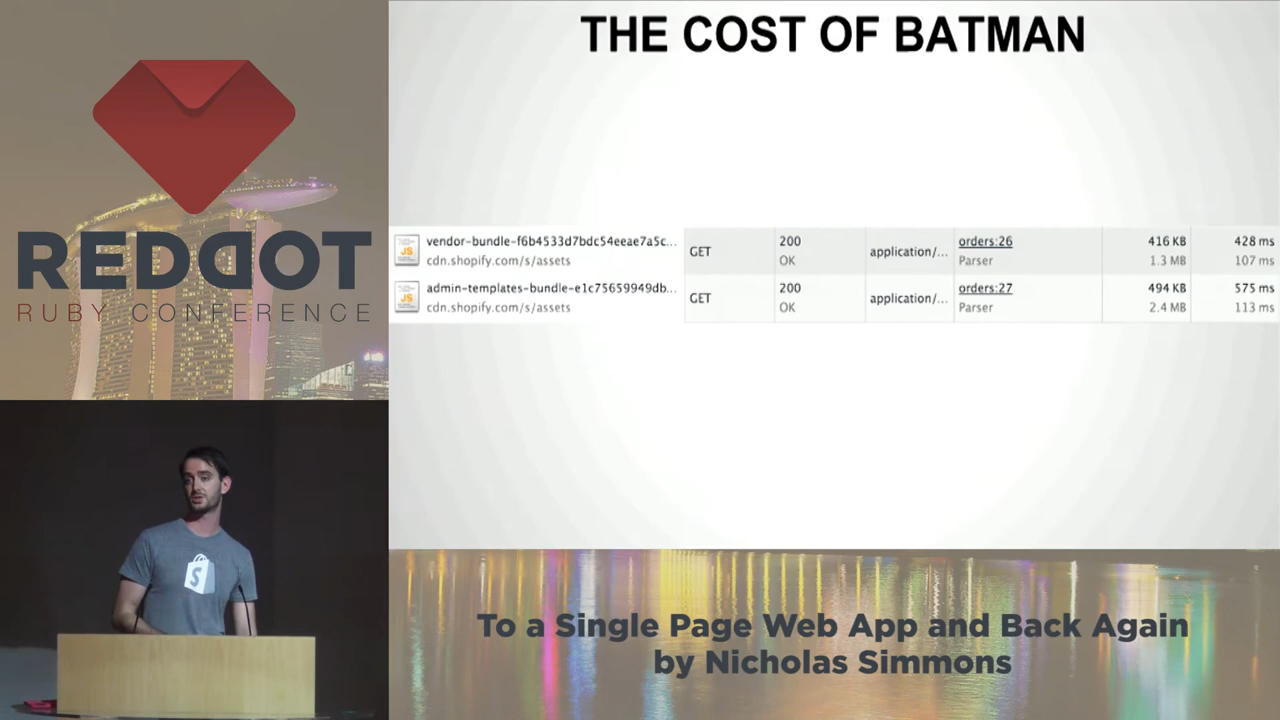 REDDOT
RUBY CONFERENCE
THE COST OF BATMAN
JS vendor-bundle-f6b4533d7bdc54eeae7a5c... GET 200 application/... orders:26 416 KB 428 ms
cdn.shopify.com/s/assets OK Parser 1.3 MB 107 ms
JS admin-templates-bundle-e1c75659949db... GET 200 application/... orders:27 494 KB 575 ms
cdn.shopify.com/s/assets OK Parser 2.4 MB 113 ms
S
To a Single Page Web App and Back Again
by Nicholas Simmons